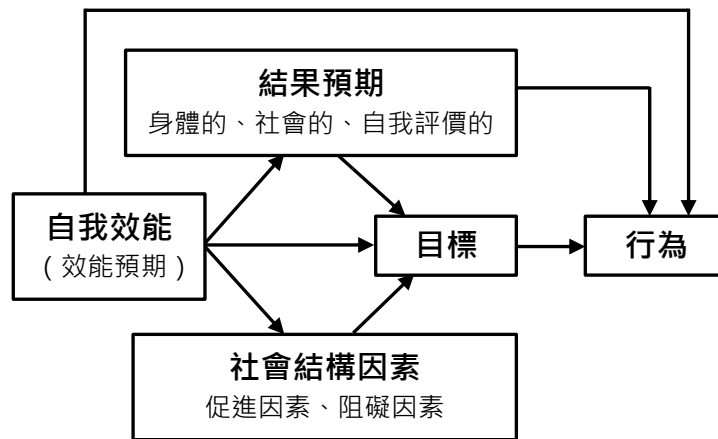 結果預期
身體的、社會的、自我評價的
自我效能
（效能預期）
目標
行為
社會結構因素
促進因素、阻礙因素